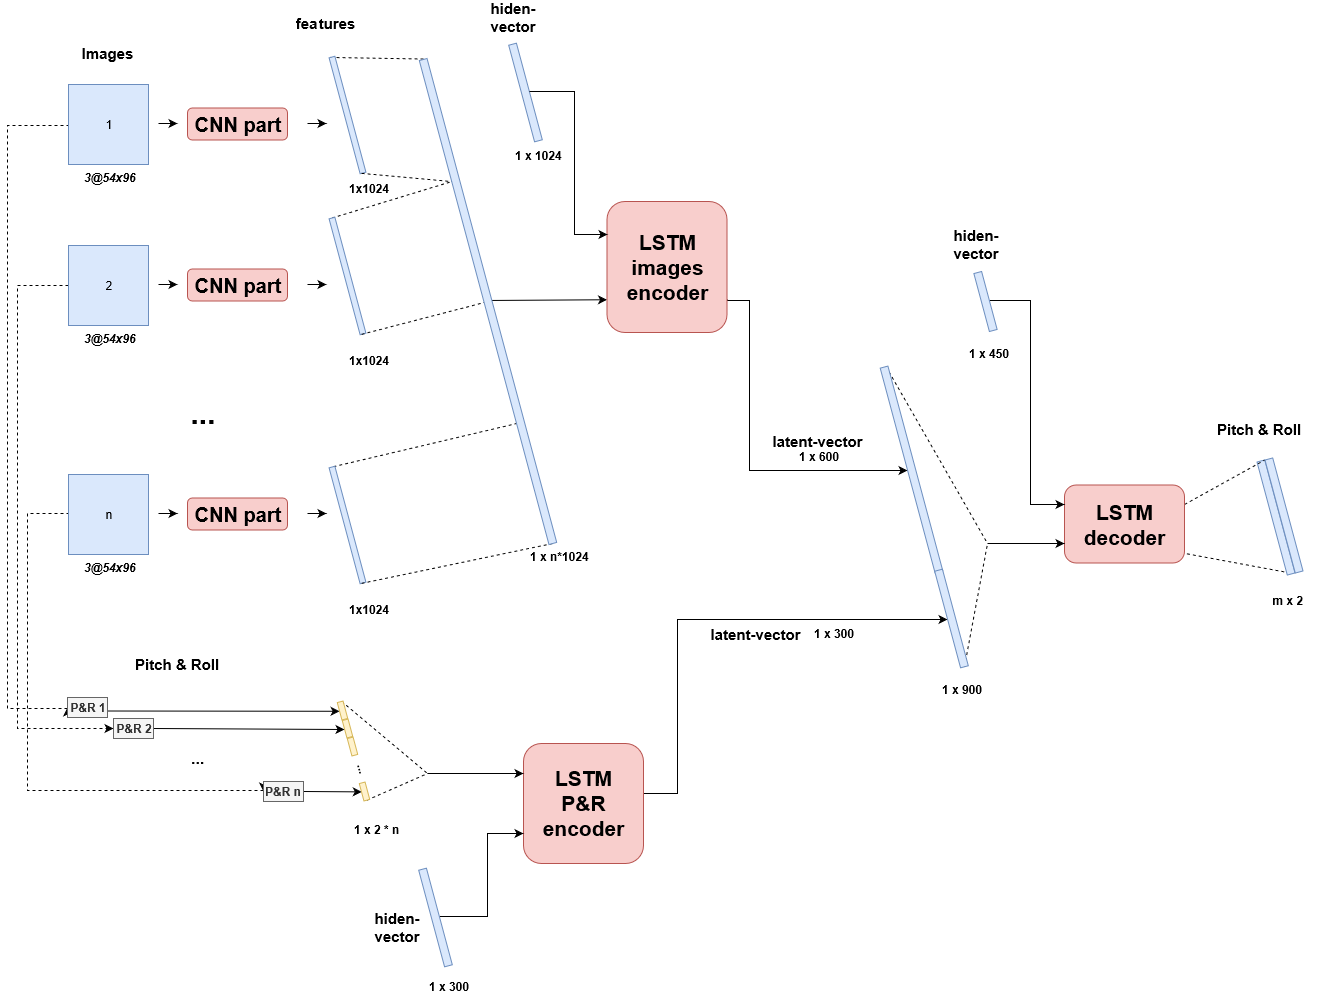 Images
features
hiden-
vector
1
CNN part
3@54x96
1x1024
1 x 1024
2
CNN part
3@54x96
1x1024
LSTM
images
encoder
...
n
CNN part
3@54x96
1x1024
1 x n*1024
hiden-
vector
1 x 450
latent-vector
1 x 600
Pitch & Roll
LSTM
decoder
m x 2
latent-vector 1 x 300
1 x 900
Pitch & Roll
P&R 1
P&R 2
...
...
P&R n
1 x 2 * n
LSTM
P&R
encoder
hiden-
vector
1 x 300